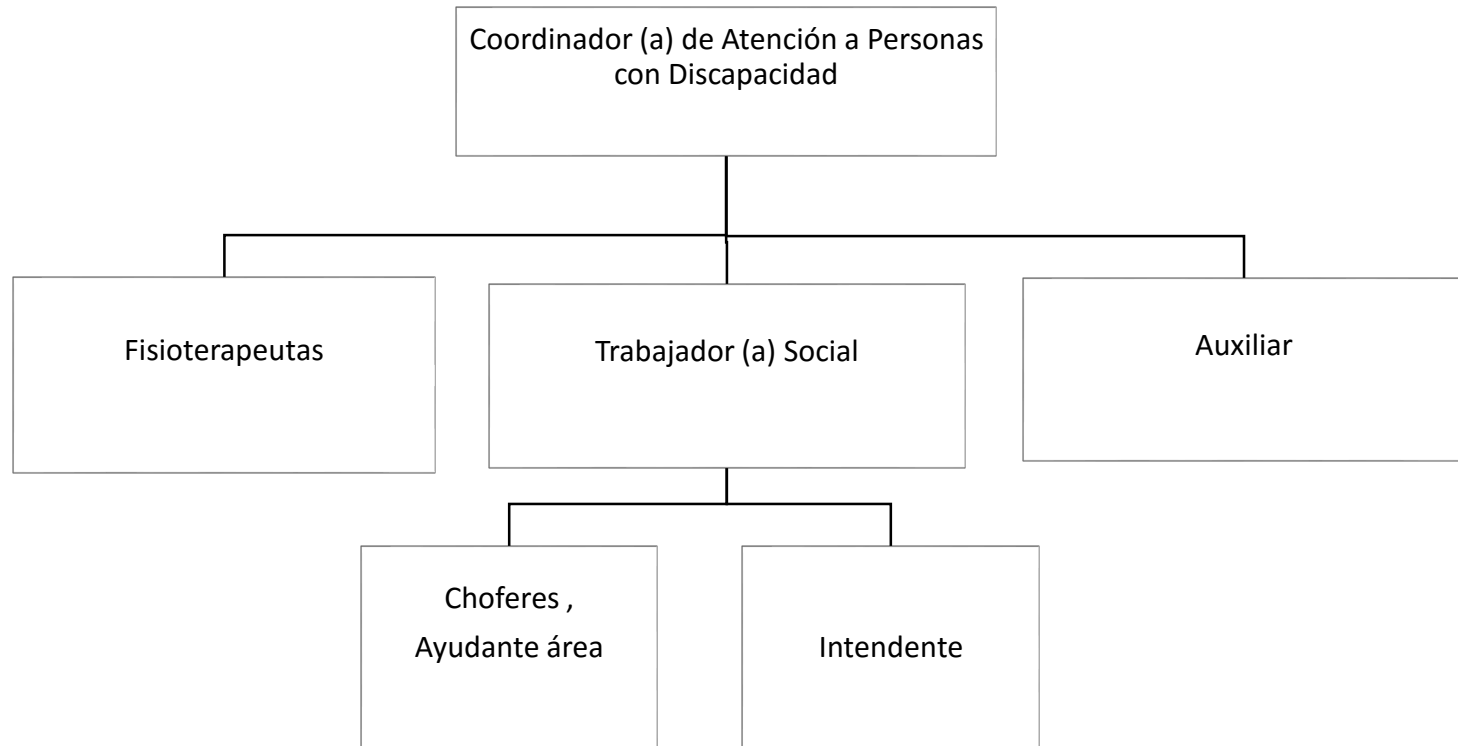 Coordinador (a) de Atención a Personas
con Discapacidad
Fisioterapeutas
Trabajador (a) Social
Auxiliar
Choferes ,
Ayudante área
Intendente